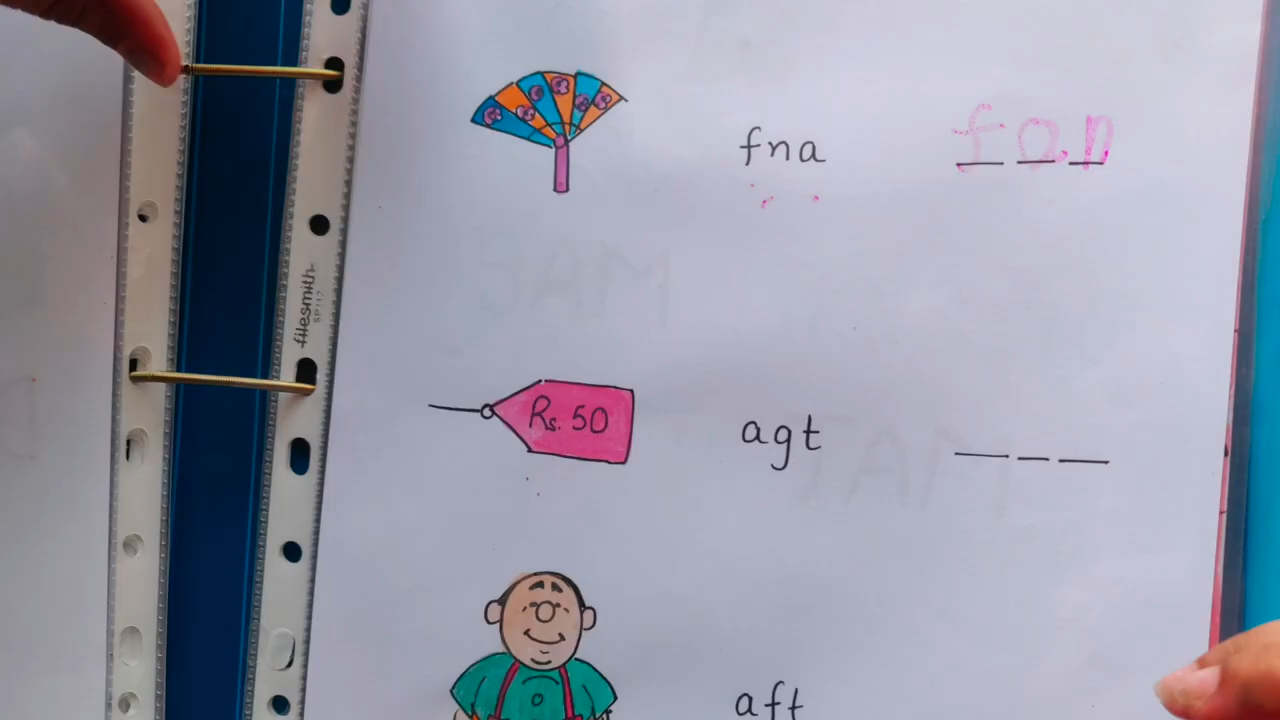 fna fan
Rs. 50 agt
aft
filesmith
SP117